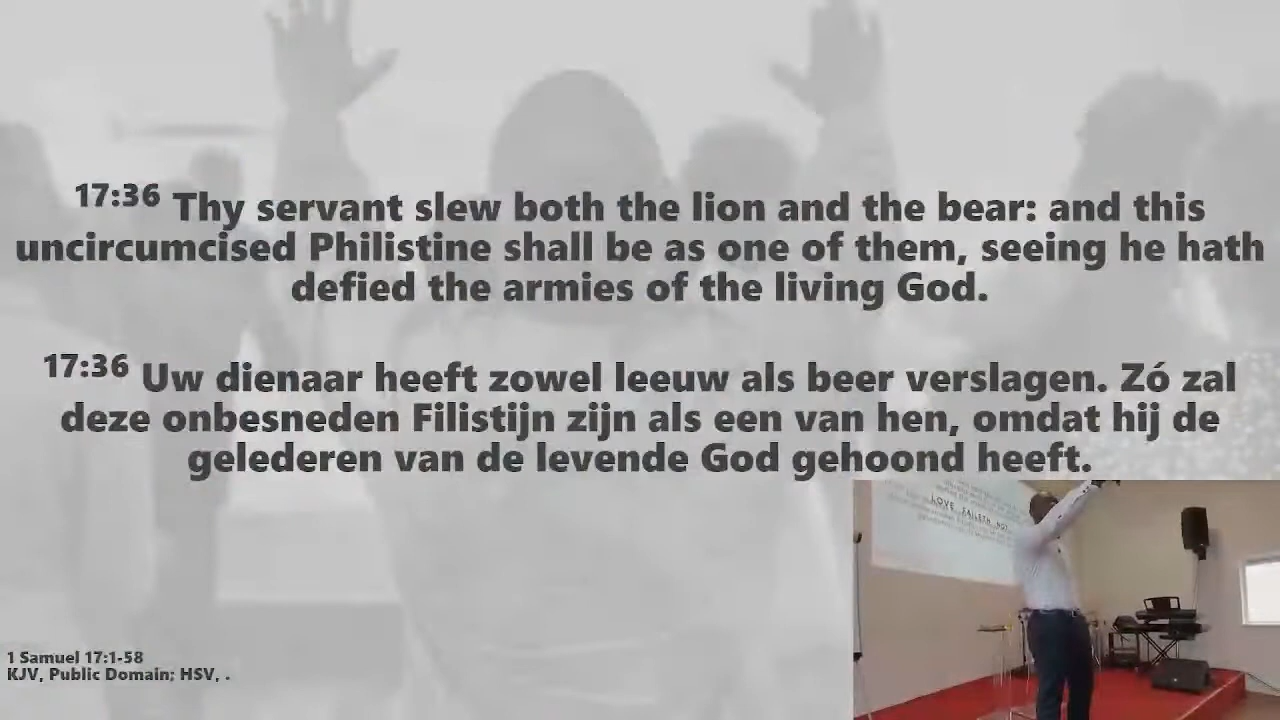 17:36 Thy servant slew both the lion and the bear: and this
uncircumcised Philistine shall be as one of them, seeing he hath
defied the armies of the living God.
17:36 Uw dienaar heeft zowel leeuw als beer verslagen. Zó zal
deze onbesneden Filistijn zijn als een van hen, omdat hij de
gelederen van de levende God gehoond heeft.
LOVE FAILETH NOT
1 Samuel 17:1-58
KJV, Public Domain; HSV, .